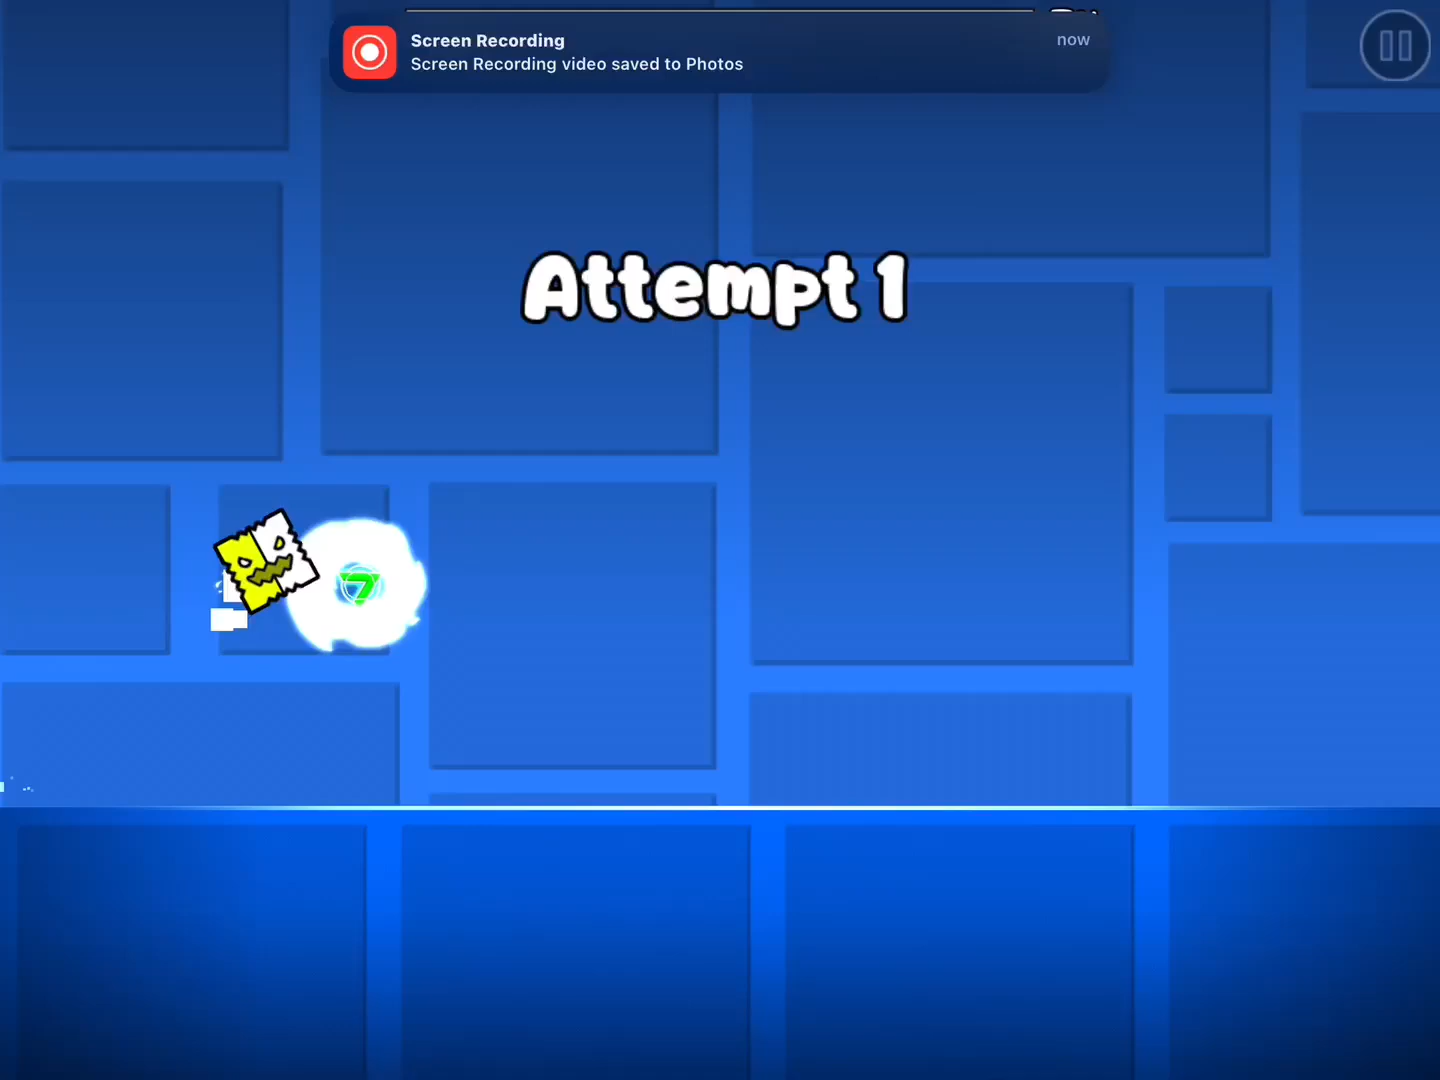 Screen Recording
now
Screen Recording video saved to Photos
Attempt 1